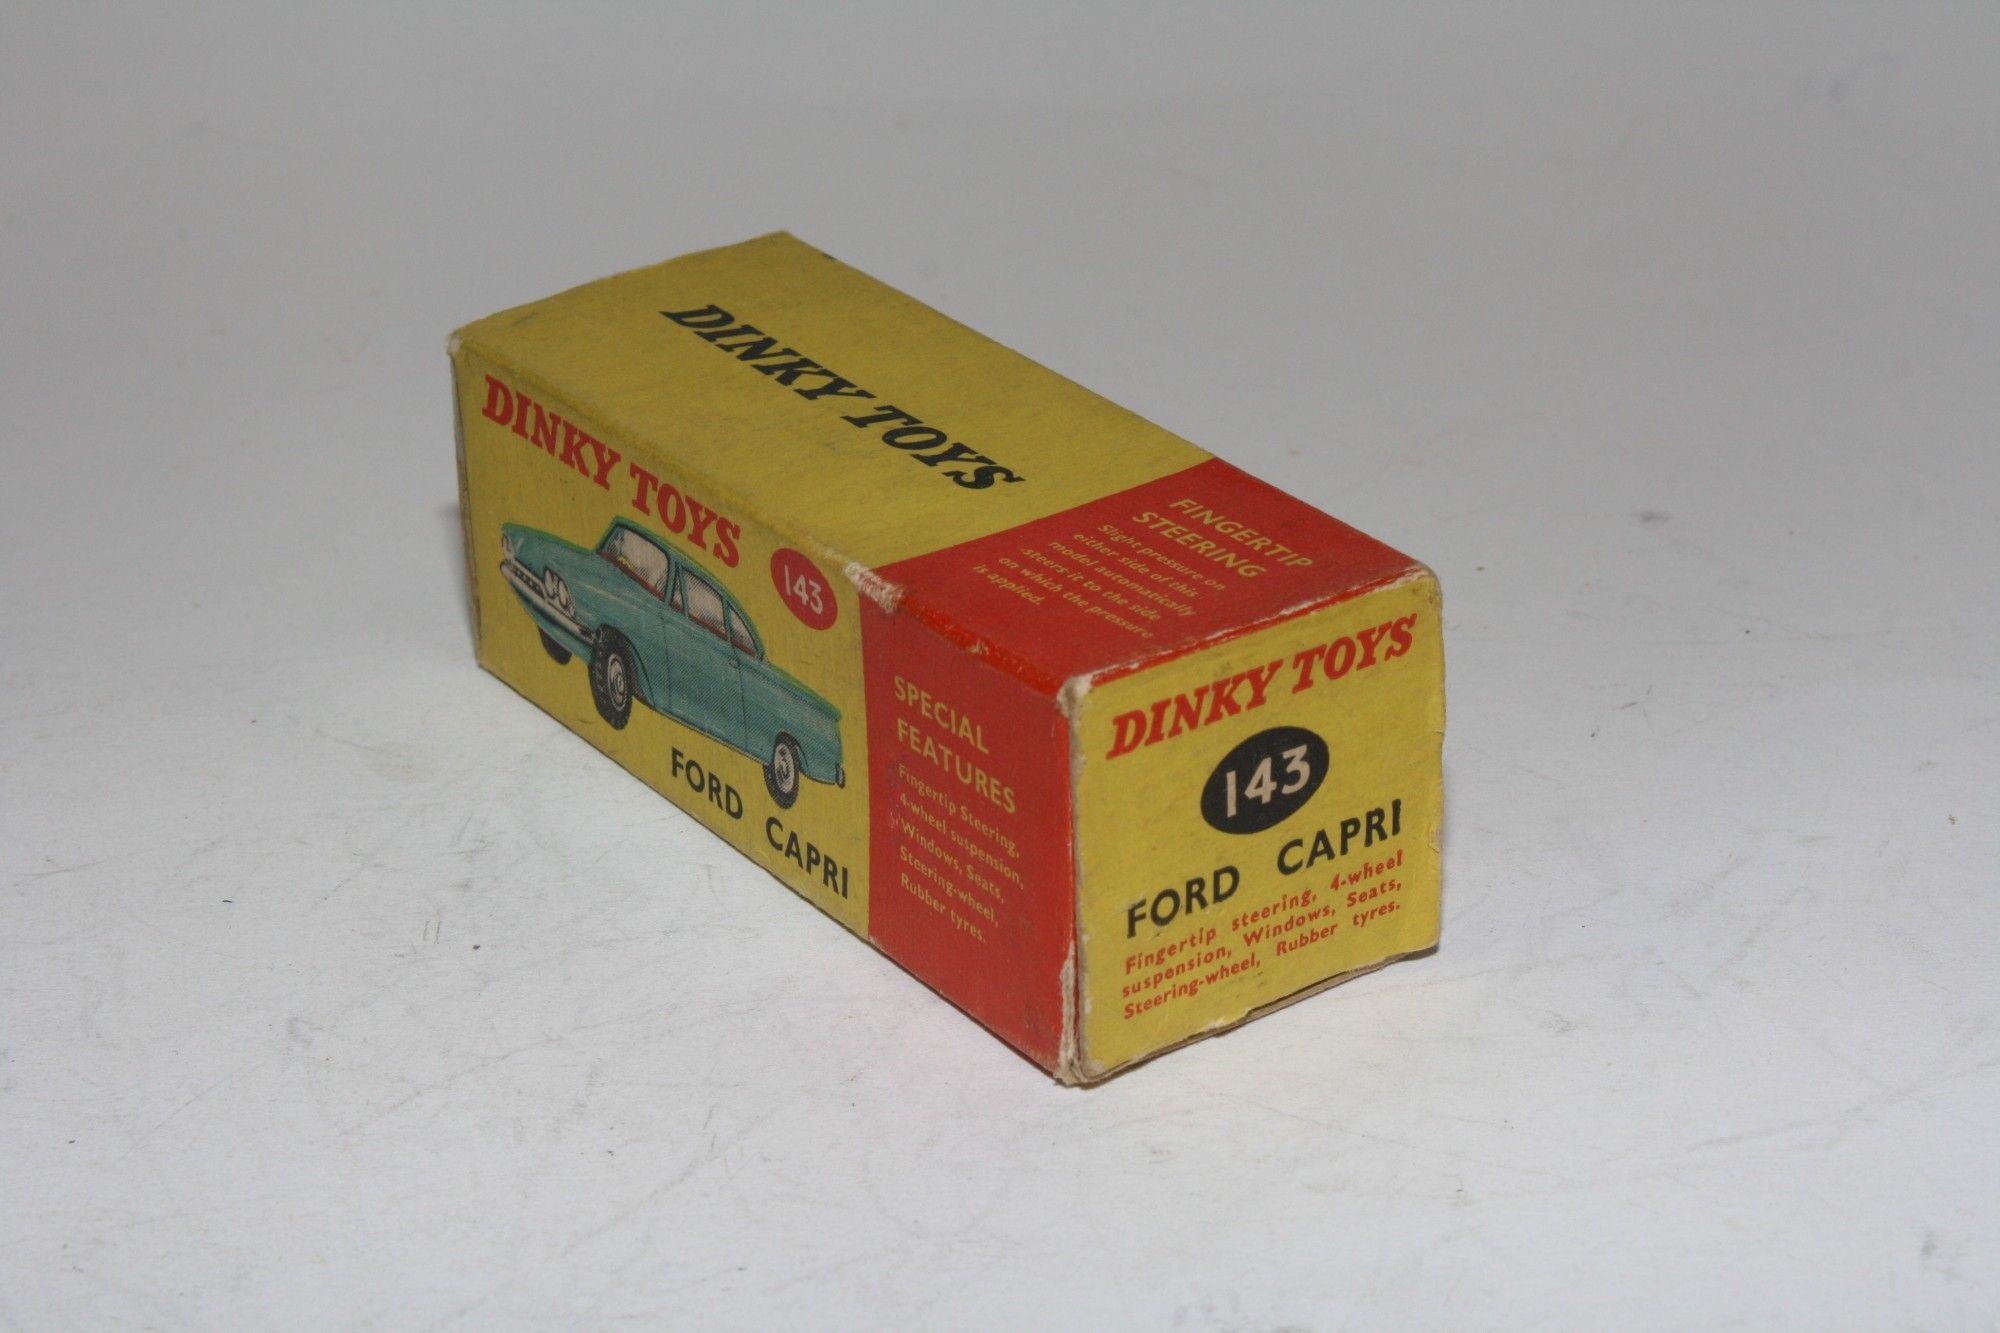 DINKY TOYS
FINGERTIP
STEERING
Slight pressure on
either side of this
model automatically
-steers it to the side
on which the pressure
is applied.
DINKY TOYS
143
FORD CAPRI
SPECIAL
FEATURES
Fingertip Steering,
4-wheel suspension,
Windows, Seats,
Steering-wheel,
Rubber tyres.
DINKY TOYS
143
FORD CAPRI
Fingertip steering, 4-wheel
suspension, Windows, Seats,
Steering-wheel, Rubber tyres.